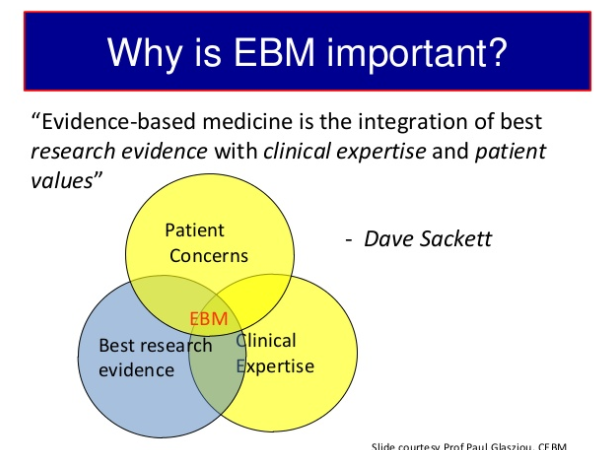 Why is EBM important?
“Evidence-based medicine is the integration of best
research evidence with clinical expertise and patient
values”
- Dave Sackett
Patient
Concerns
EBM
Best research
evidence
Clinical
Expertise
Slide courtesy Prof Paul Glasziou, CEBM